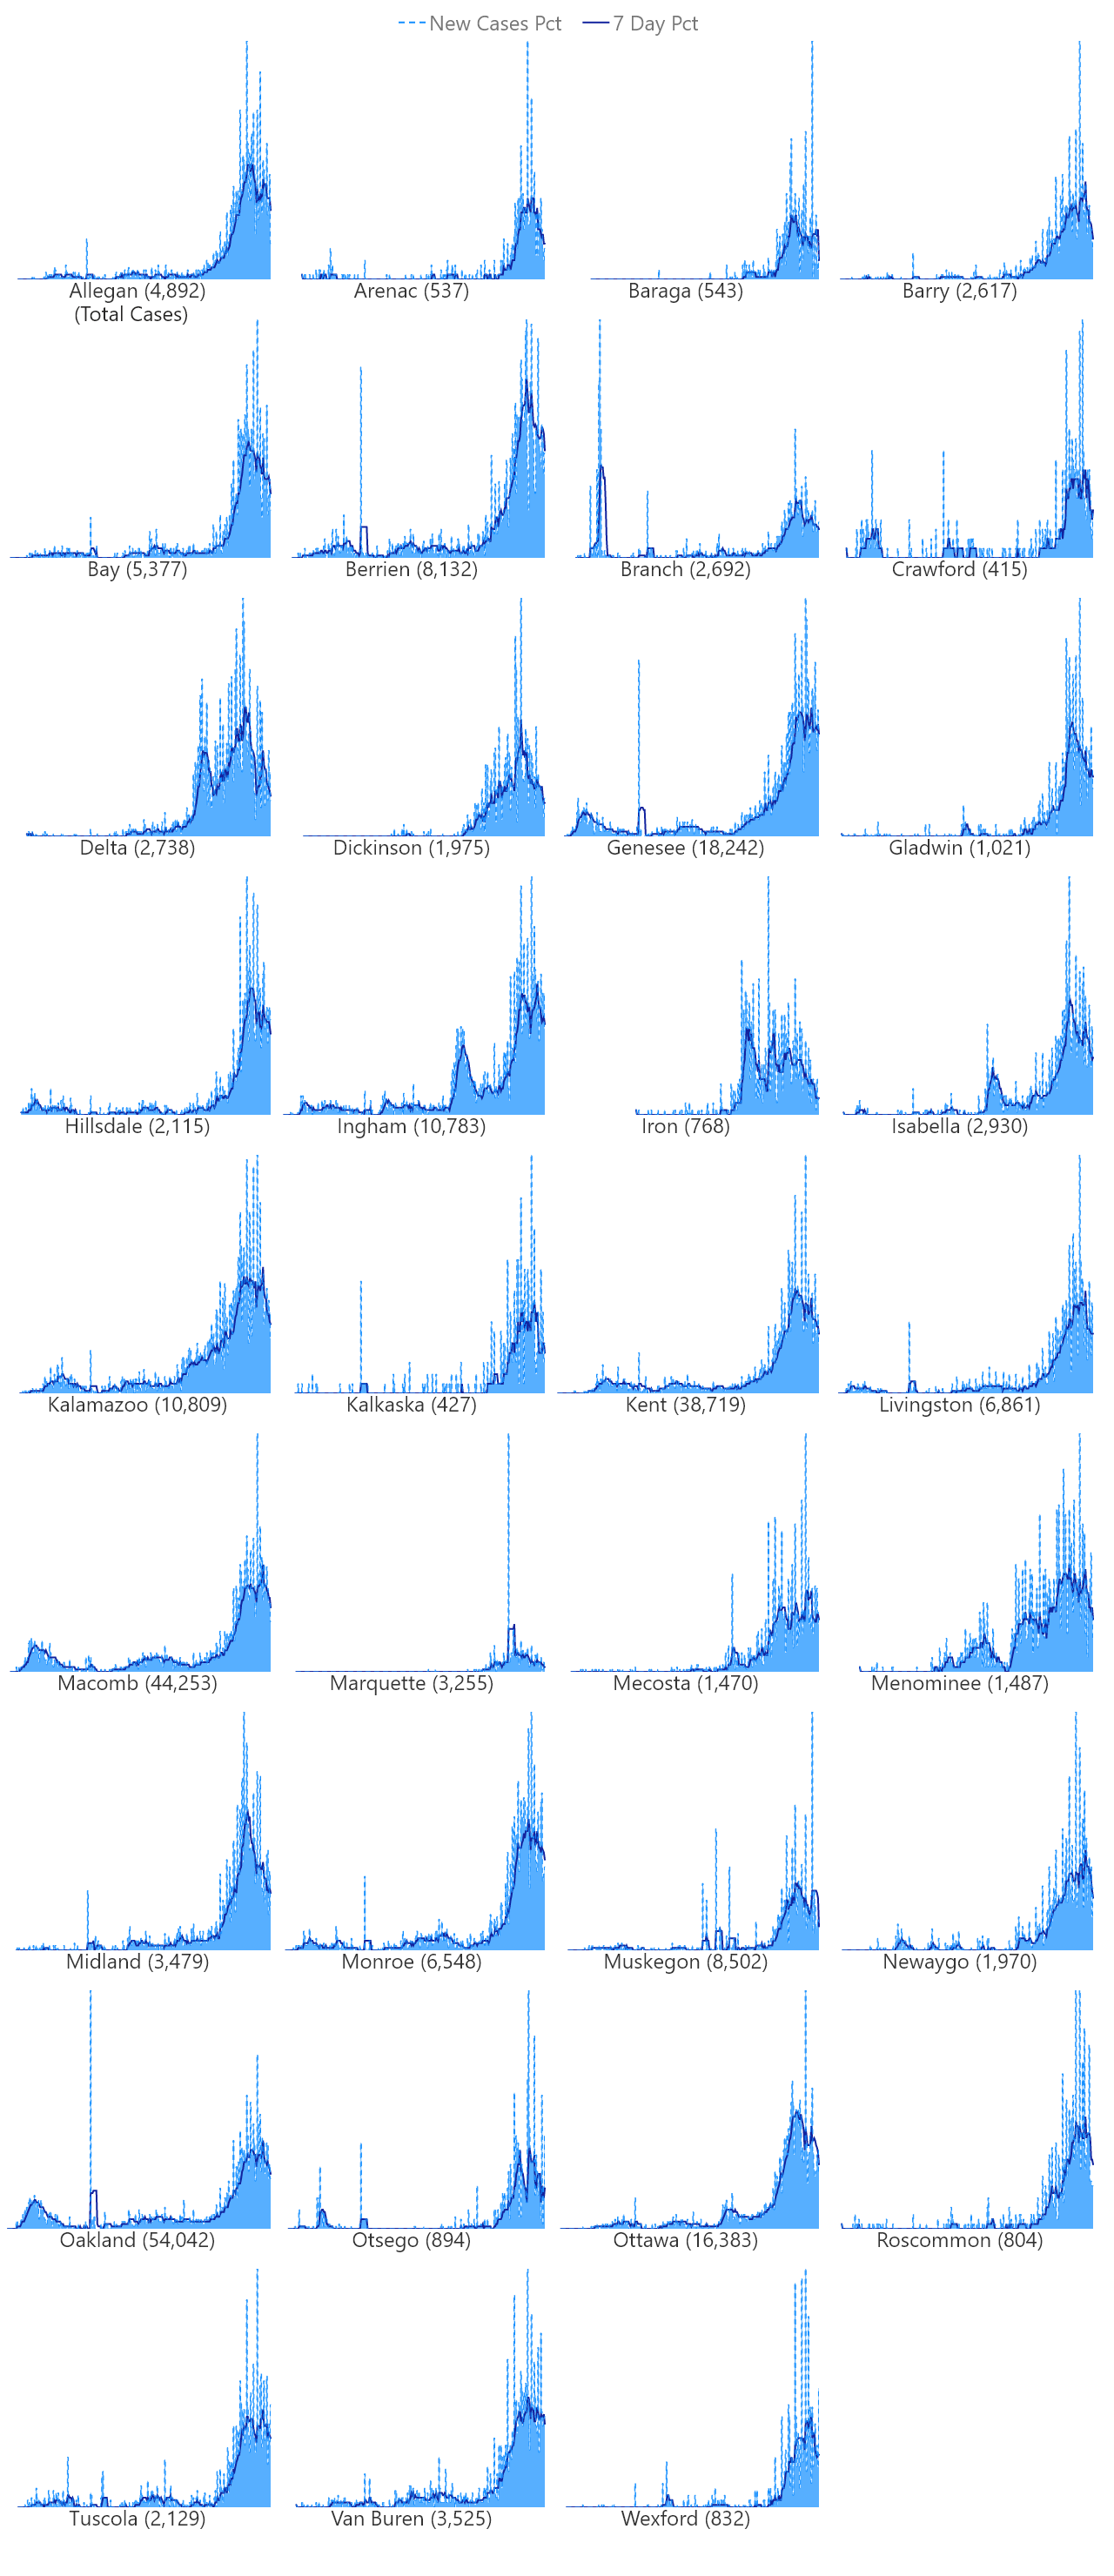 New Cases Pct 7 Day Pct
Allegan (4,892) Arenac (537) Baraga (543) Barry (2,617)
(Total Cases)
Bay (5,377) Berrien (8,132) Branch (2,692) Crawford (415)
Delta (2,738) Dickinson (1,975) Genesee (18,242) Gladwin (1,021)
Hillsdale (2,115) Ingham (10,783) Iron (768) Isabella (2,930)
Kalamazoo (10,809) Kalkaska (427) Kent (38,719) Livingston (6,861)
Macomb (44,253) Marquette (3,255) Mecosta (1,470) Menominee (1,487)
Midland (3,479) Monroe (6,548) Muskegon (8,502) Newaygo (1,970)
Oakland (54,042) Otsego (894) Ottawa (16,383) Roscommon (804)
Tuscola (2,129) Van Buren (3,525) Wexford (832)